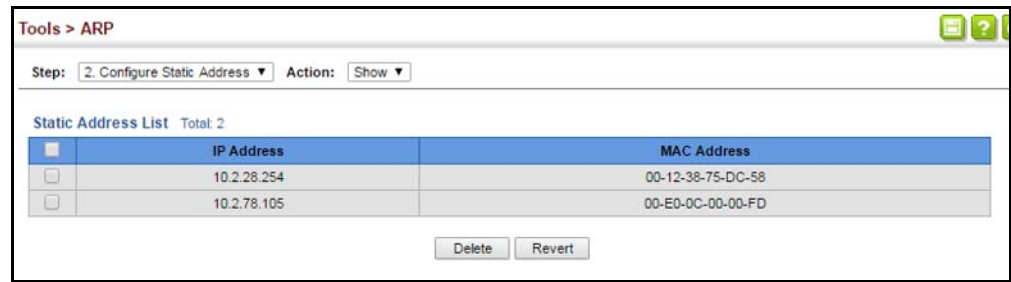 Tools > ARP
?
Step: 2. Configure Static Address ▼ Action: Show ▼
Static Address List Total: 2
IP Address MAC Address
10.2.28.254 00-12-38-75-DC-58
10.2.78.105 00-E0-0C-00-00-FD
Delete Revert